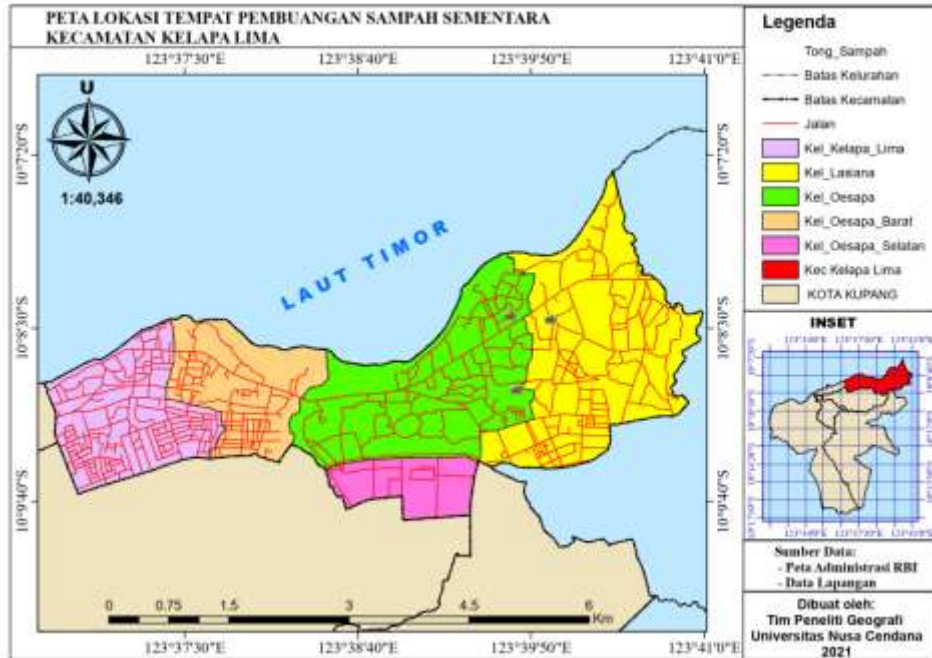 PETA LOKASI TEMPAT PEMBUANGAN SAMPAH SEMENTARA
KECAMATAN KELAPA LIMA
123°37'30"E 123°38'40"E 123°39'50"E 123°41'0"E
10°7'20"S
10°8'30"S
10°9'40"S
U
1:40,346
LAUT TIMOR
10°7'20"S
10°8'30"S
10°9'40"S
0 0.75 1.5 3 4.5 6
Km
123°37'30"E 123°38'40"E 123°39'50"E 123°41'0"E
Legenda
Tong_Sampah
Batas Kelurahan
Batas Kecamatan
Jalan
Kel_Kelapa_Lima
Kel_Lasiana
Kel_Oesapa
Kel_Oesapa_Barat
Kel_Oesapa_Selatan
Kec Kelapa Lima
KOTA KUPANG
INSET
Sumber Data:
- Peta Administrasi RBI
- Data Lapangan
Dibuat oleh:
Tim Peneliti Geografi
Universitas Nusa Cendana
2021